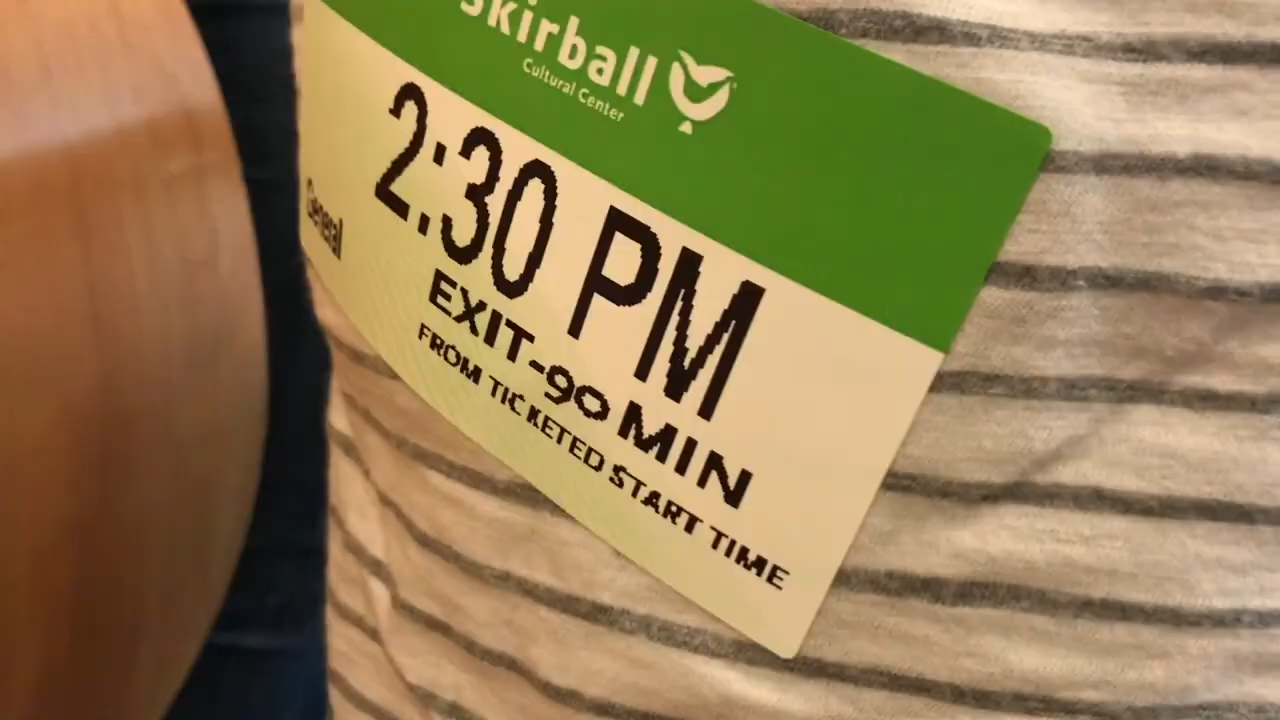 Skirball
Cultural Center
2:30 PM
General
EXIT-90 MIN
FROM TICKETED START TIME